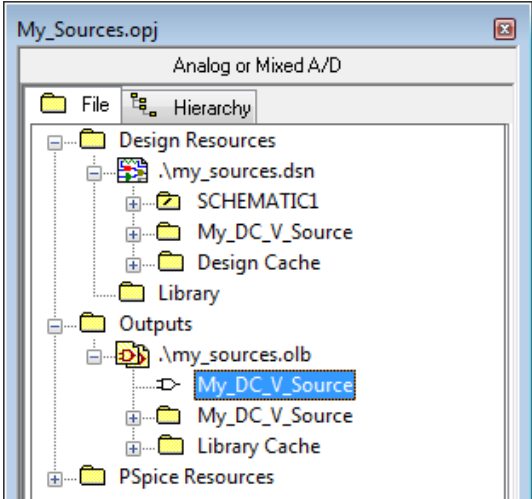 My_Sources.opj
Analog or Mixed A/D
File Hierarchy
Design Resources
.\my_sources.dsn
SCHEMATIC1
My_DC_V_Source
Design Cache
Library
Outputs
.\my_sources.olb
My_DC_V_Source
My_DC_V_Source
Library Cache
PSpice Resources